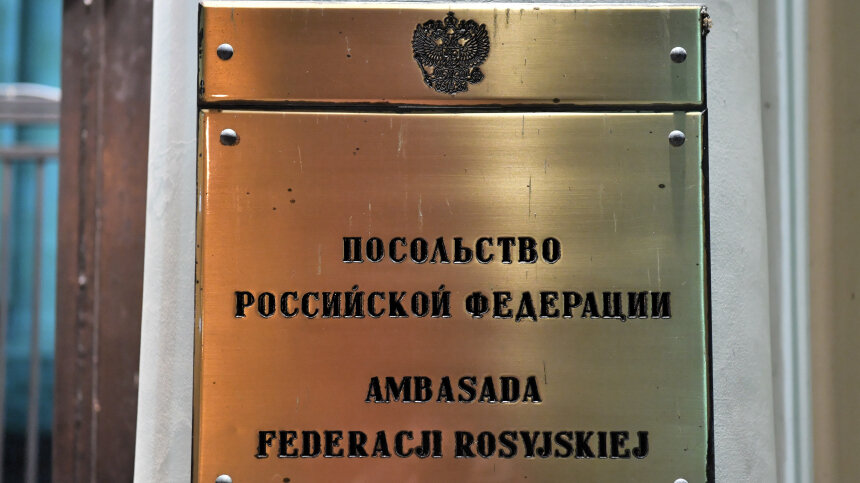 ПОСОЛЬСТВО
РОССИЙСКОЙ ФЕДЕРАЦИИ
AMBASADA
FEDERACJI ROSYJSKIEJ